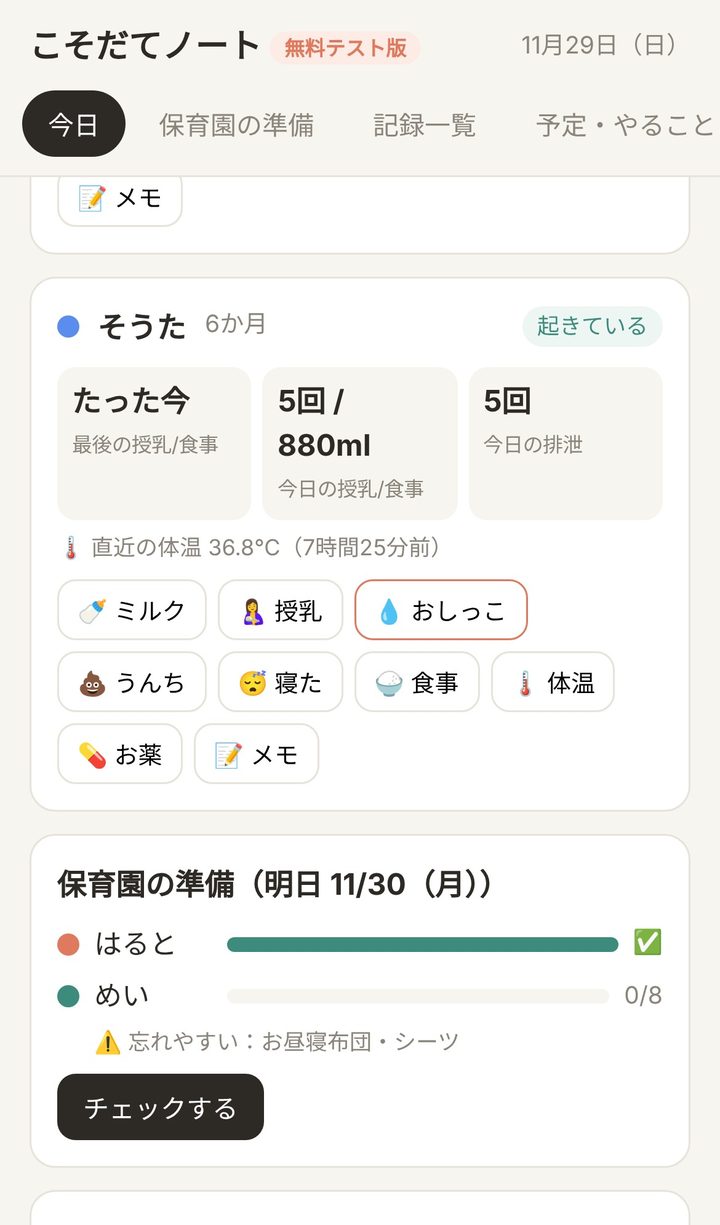 こそだてノート 無料テスト版 11月29日（日）
今日 保育園の準備 記録一覧 予定・やること
📝 メモ
そうた 6か月 起きている
たった今 5回 / 5回
最後の授乳/食事 880ml 今日の排泄
今日の授乳/食事
🌡️ 直近の体温 36.8°C（7時間25分前）
🍼 ミルク 🤱 授乳 💧 おしっこ
💩 うんち 😴 寝た 🍚 食事 🌡️ 体温
💊 お薬 📝 メモ
保育園の準備（明日 11/30（月））
はると ✅
めい 0/8
⚠️ 忘れやすい：お昼寝布団・シーツ
チェックする